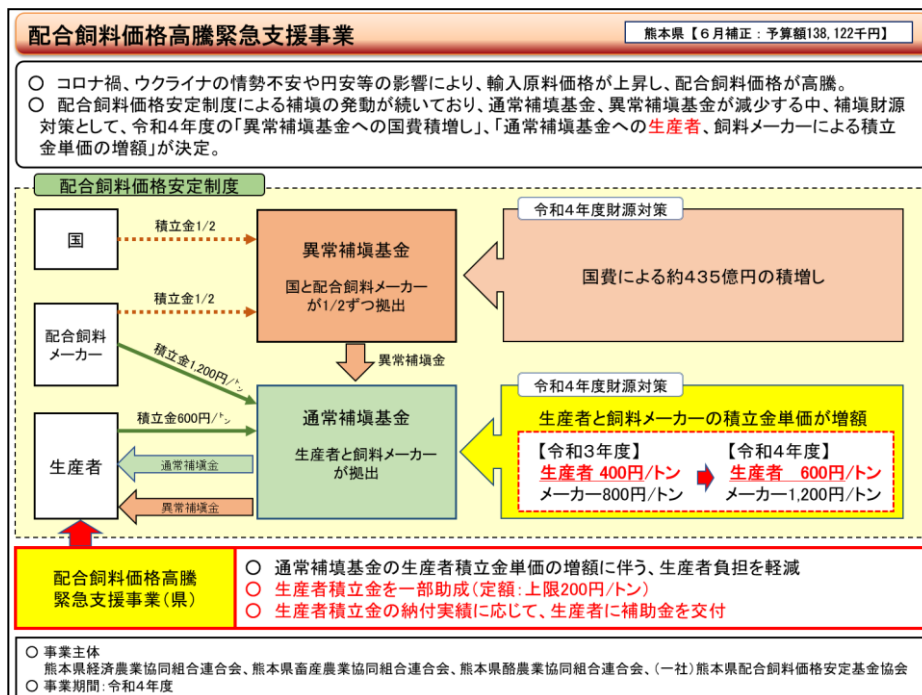 配合飼料価格高騰緊急支援事業
熊本県【6月補正:予算額138,122千円】
○ コロナ禍、ウクライナの情勢不安や円安等の影響により、輸入原料価格が上昇し、配合飼料価格が高騰。
○ 配合飼料価格安定制度による補塡の発動が続いており、通常補塡基金、異常補塡基金が減少する中、補塡財源
対策として、令和4年度の「異常補塡基金への国費積増し」、「通常補塡基金への生産者、飼料メーカーによる積立
金単価の増額」が決定。
配合飼料価格安定制度
国
積立金1/2
異常補塡基金
国と配合飼料メーカー
が1/2ずつ拠出
令和4年度財源対策
国費による約435億円の積増し
配合飼料
メーカー
積立金1/2
積立金1,200円/㌧
異常補塡金
生産者
積立金600円/㌧
通常補塡金
異常補塡金
通常補塡基金
生産者と飼料メーカー
が拠出
令和4年度財源対策
生産者と飼料メーカーの積立金単価が増額
【令和3年度】
生産者 400円/トン
メーカー800円/トン
【令和4年度】
生産者 600円/トン
メーカー1,200円/トン
配合飼料価格高騰
緊急支援事業(県)
○ 通常補塡基金の生産者積立金単価の増額に伴う、生産者負担を軽減
○ 生産者積立金を一部助成(定額:上限200円/トン)
○ 生産者積立金の納付実績に応じて、生産者に補助金を交付
○ 事業主体
熊本県経済農業協同組合連合会、熊本県畜産農業協同組合連合会、熊本県酪農業協同組合連合会、(一社)熊本県配合飼料価格安定基金協会
○ 事業期間:令和4年度